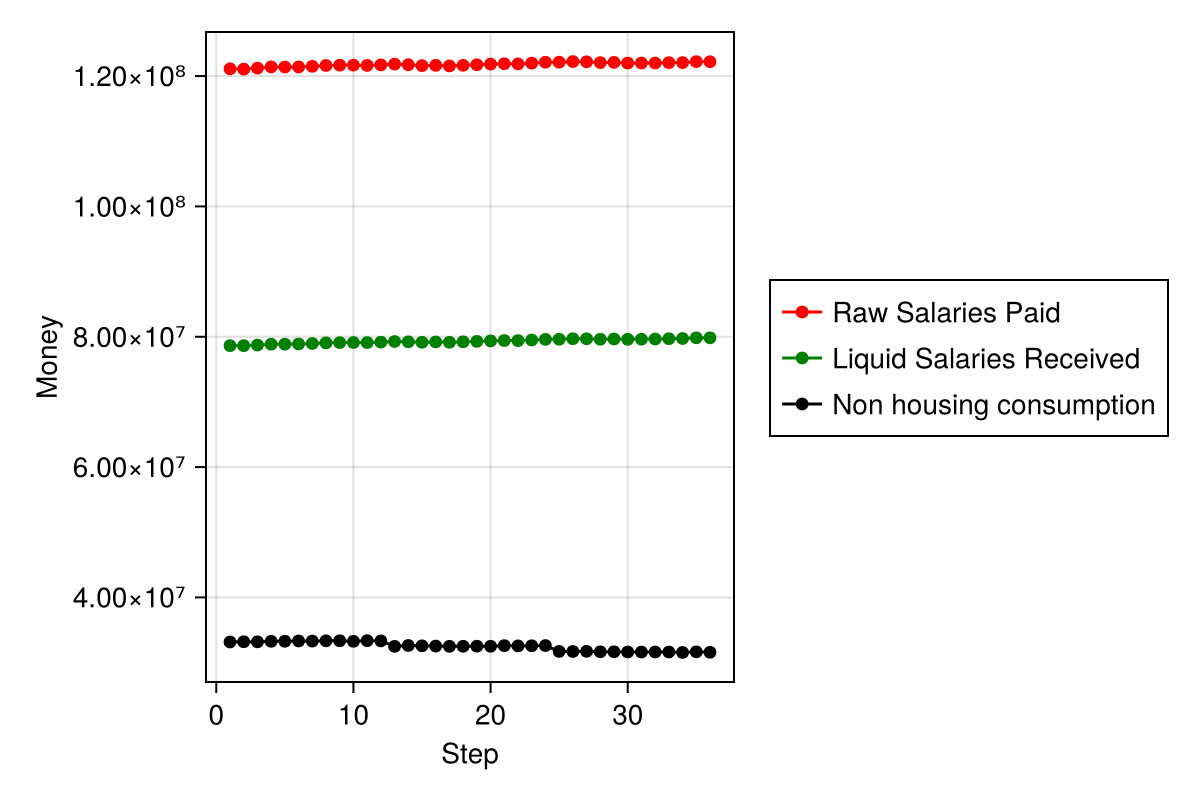 1.20×10⁸
1.00×10⁸
8.00×10⁷
6.00×10⁷
4.00×10⁷
Money
0 10 20 30
Step
Raw Salaries Paid
Liquid Salaries Received
Non housing consumption